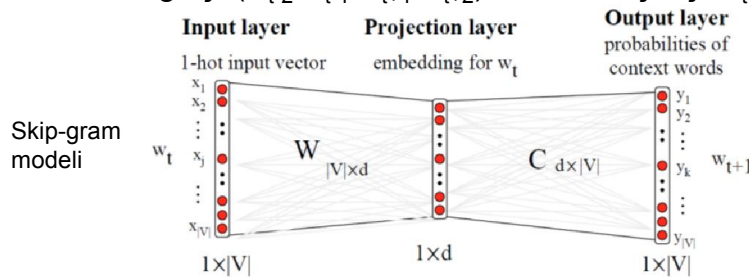 Input layer
Projection layer
Output layer
probabilities of
context words
1-hot input vector
embedding for wt
x1
x2
xj
x|V|
y1
y2
yk
y|V|
Skip-gram
modeli
wt
W |V|×d
C d×|V|
wt+1
1×|V|
1×d
1×|V|